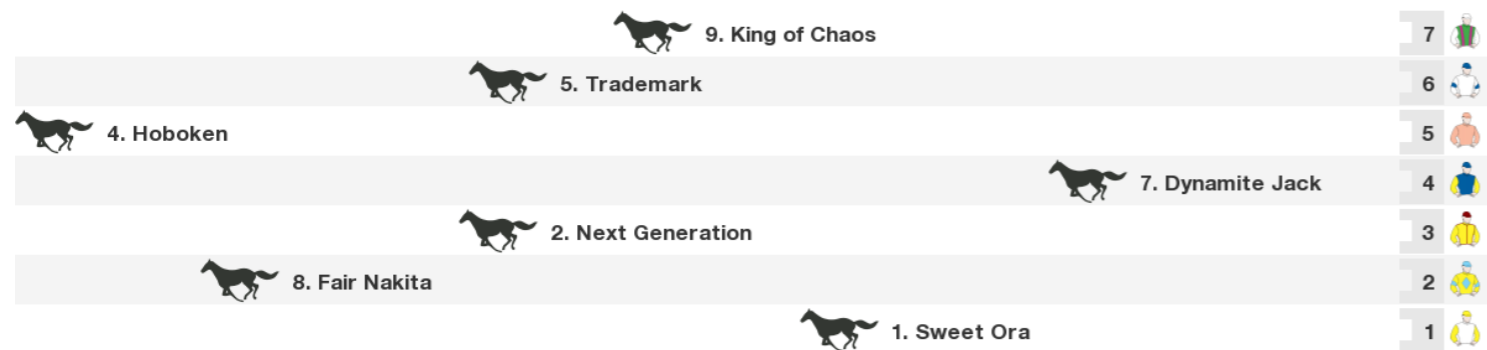 9. King of Chaos 7
5. Trademark 6
4. Hoboken 5
7. Dynamite Jack 4
2. Next Generation 3
8. Fair Nakita 2
1. Sweet Ora 1